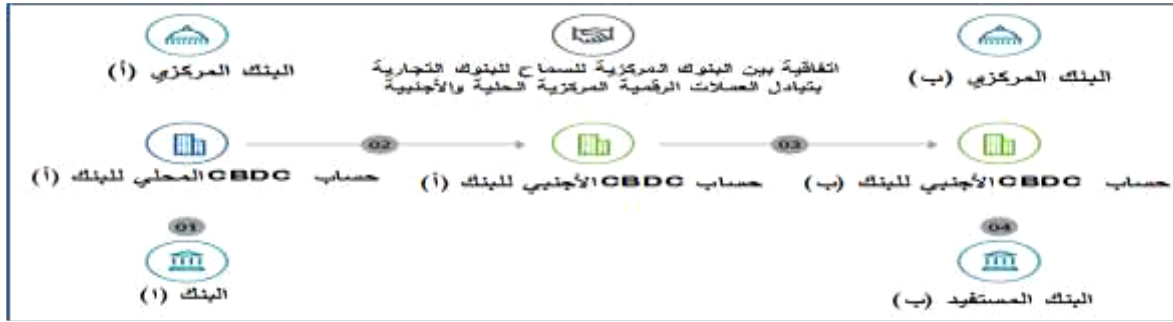 البنك المركزي (أ)
اتفاقية بين البنوك المركزية للسماح للبنوك التجارية
بتبادل العملات الرقمية المركزية الحلية والأجنبية
البنك المركزي (ب)
02
03
حساب CBDC المحلي للبنك (أ)
حساب CBDC الأجنبي للبنك (أ)
حساب CBDC الأجنبي للبنك (ب)
01
04
البنك (ا)
البنك المستفيد (ب)